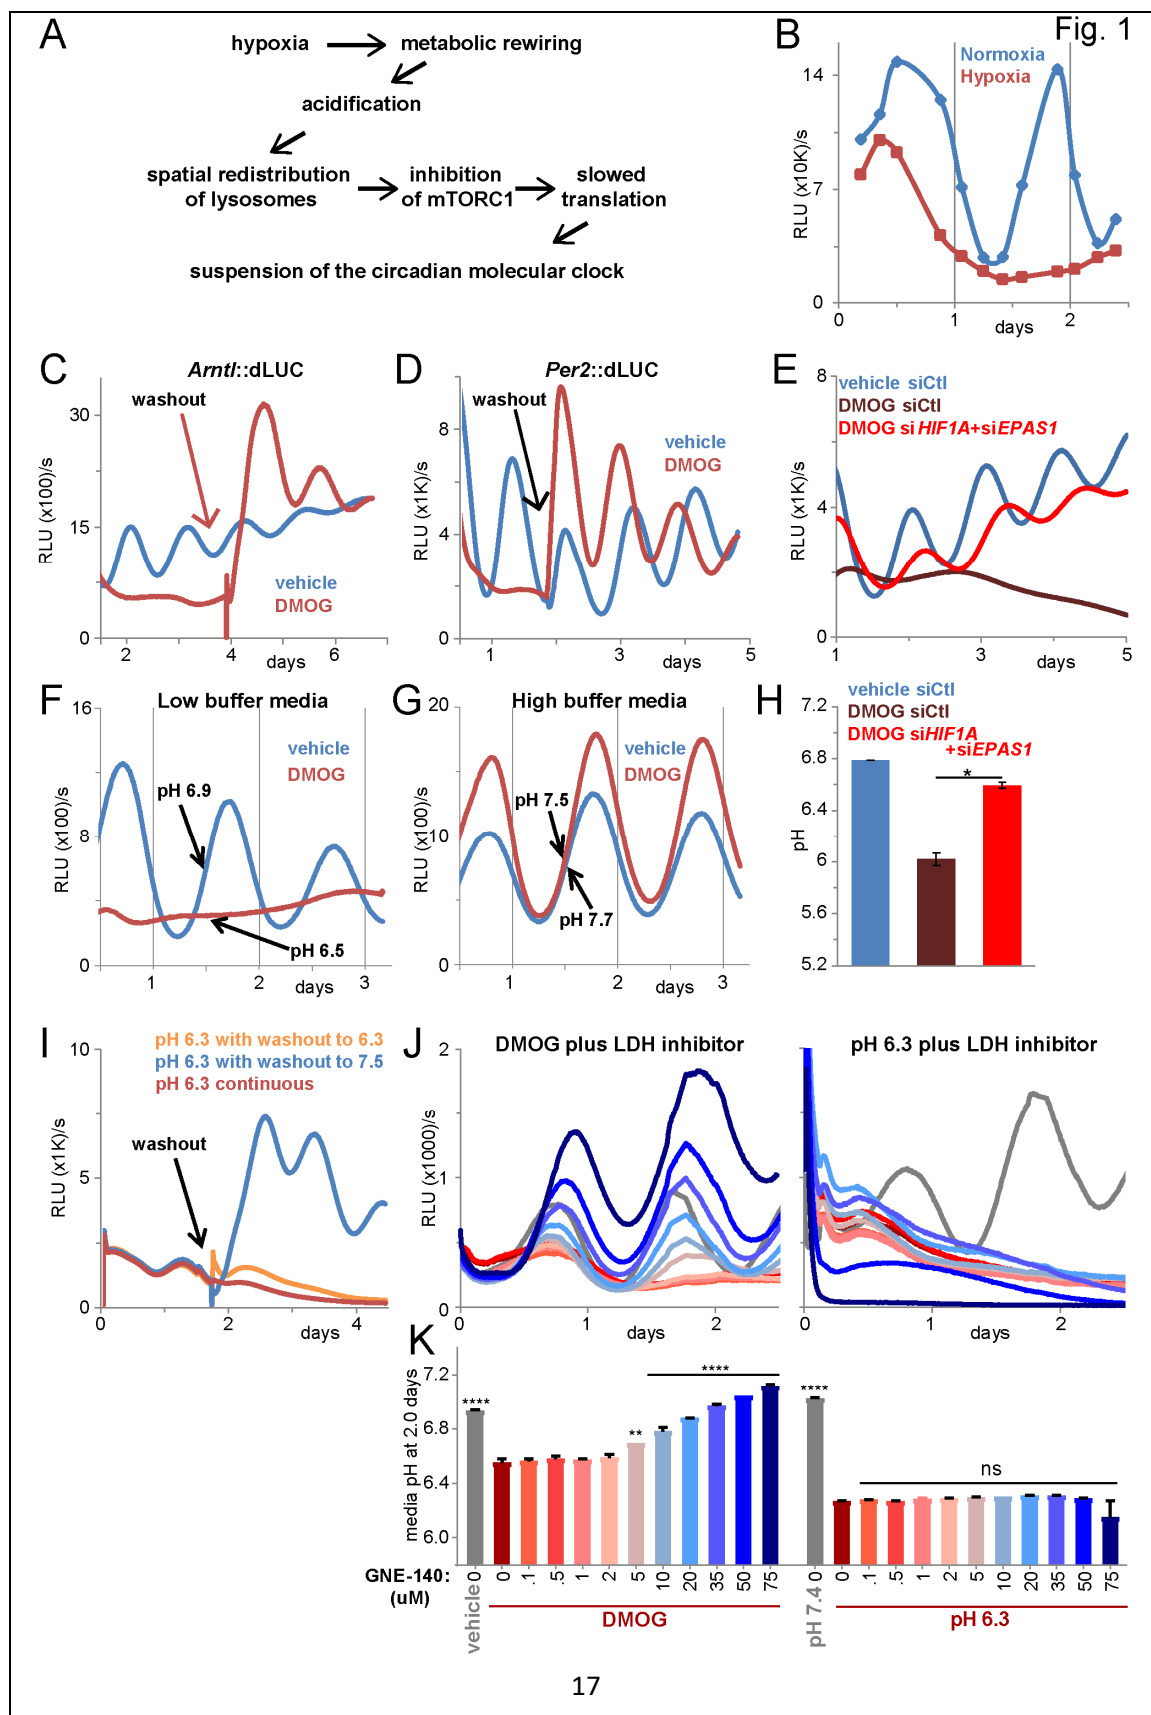 Fig. 1
A
hypoxia
metabolic rewiring
acidification
spatial redistribution
of lysosomes
inhibition
of mTORC1
slowed
translation
suspension of the circadian molecular clock
B
Normoxia
Hypoxia
RLU (x10K)/s
14
7
0
0
1
2
days
C
Arntl::dLUC
washout
RLU (x100)/s
30
15
0
vehicle
DMOG
2
4
6
days
D
Per2::dLUC
washout
vehicle
DMOG
RLU (x1K)/s
8
4
0
1
3
5
days
E
vehicle siCtl
DMOG siCtl
DMOG siHIF1A+siEPAS1
RLU (x1K)/s
8
4
0
1
3
5
days
F
Low buffer media
vehicle
DMOG
pH 6.9
pH 6.5
RLU (x100)/s
16
8
0
1
2
3
days
G
High buffer media
vehicle
DMOG
pH 7.5
pH 7.7
RLU (x100)/s
20
10
0
1
2
3
days
H
vehicle siCtl
DMOG siCtl
DMOG siHIF1A
+siEPAS1
*
pH
7.2
6.8
6.4
6
5.6
5.2
I
pH 6.3 with washout to 6.3
pH 6.3 with washout to 7.5
pH 6.3 continuous
washout
RLU (x1K)/s
10
5
0
0
2
4
days
J
DMOG plus LDH inhibitor
RLU (x1000)/s
2
1
0
0
1
2
days
pH 6.3 plus LDH inhibitor
0
1
2
days
K
media pH at 2.0 days
7.2
6.8
6.4
6.0
****
**
****
****
ns
GNE-140:
(uM)
0 0 .1 .5 1 2 5 10 20 35 50 75
0 0 .1 .5 1 2 5 10 20 35 50 75
vehicle
DMOG
pH 7.4
pH 6.3
17